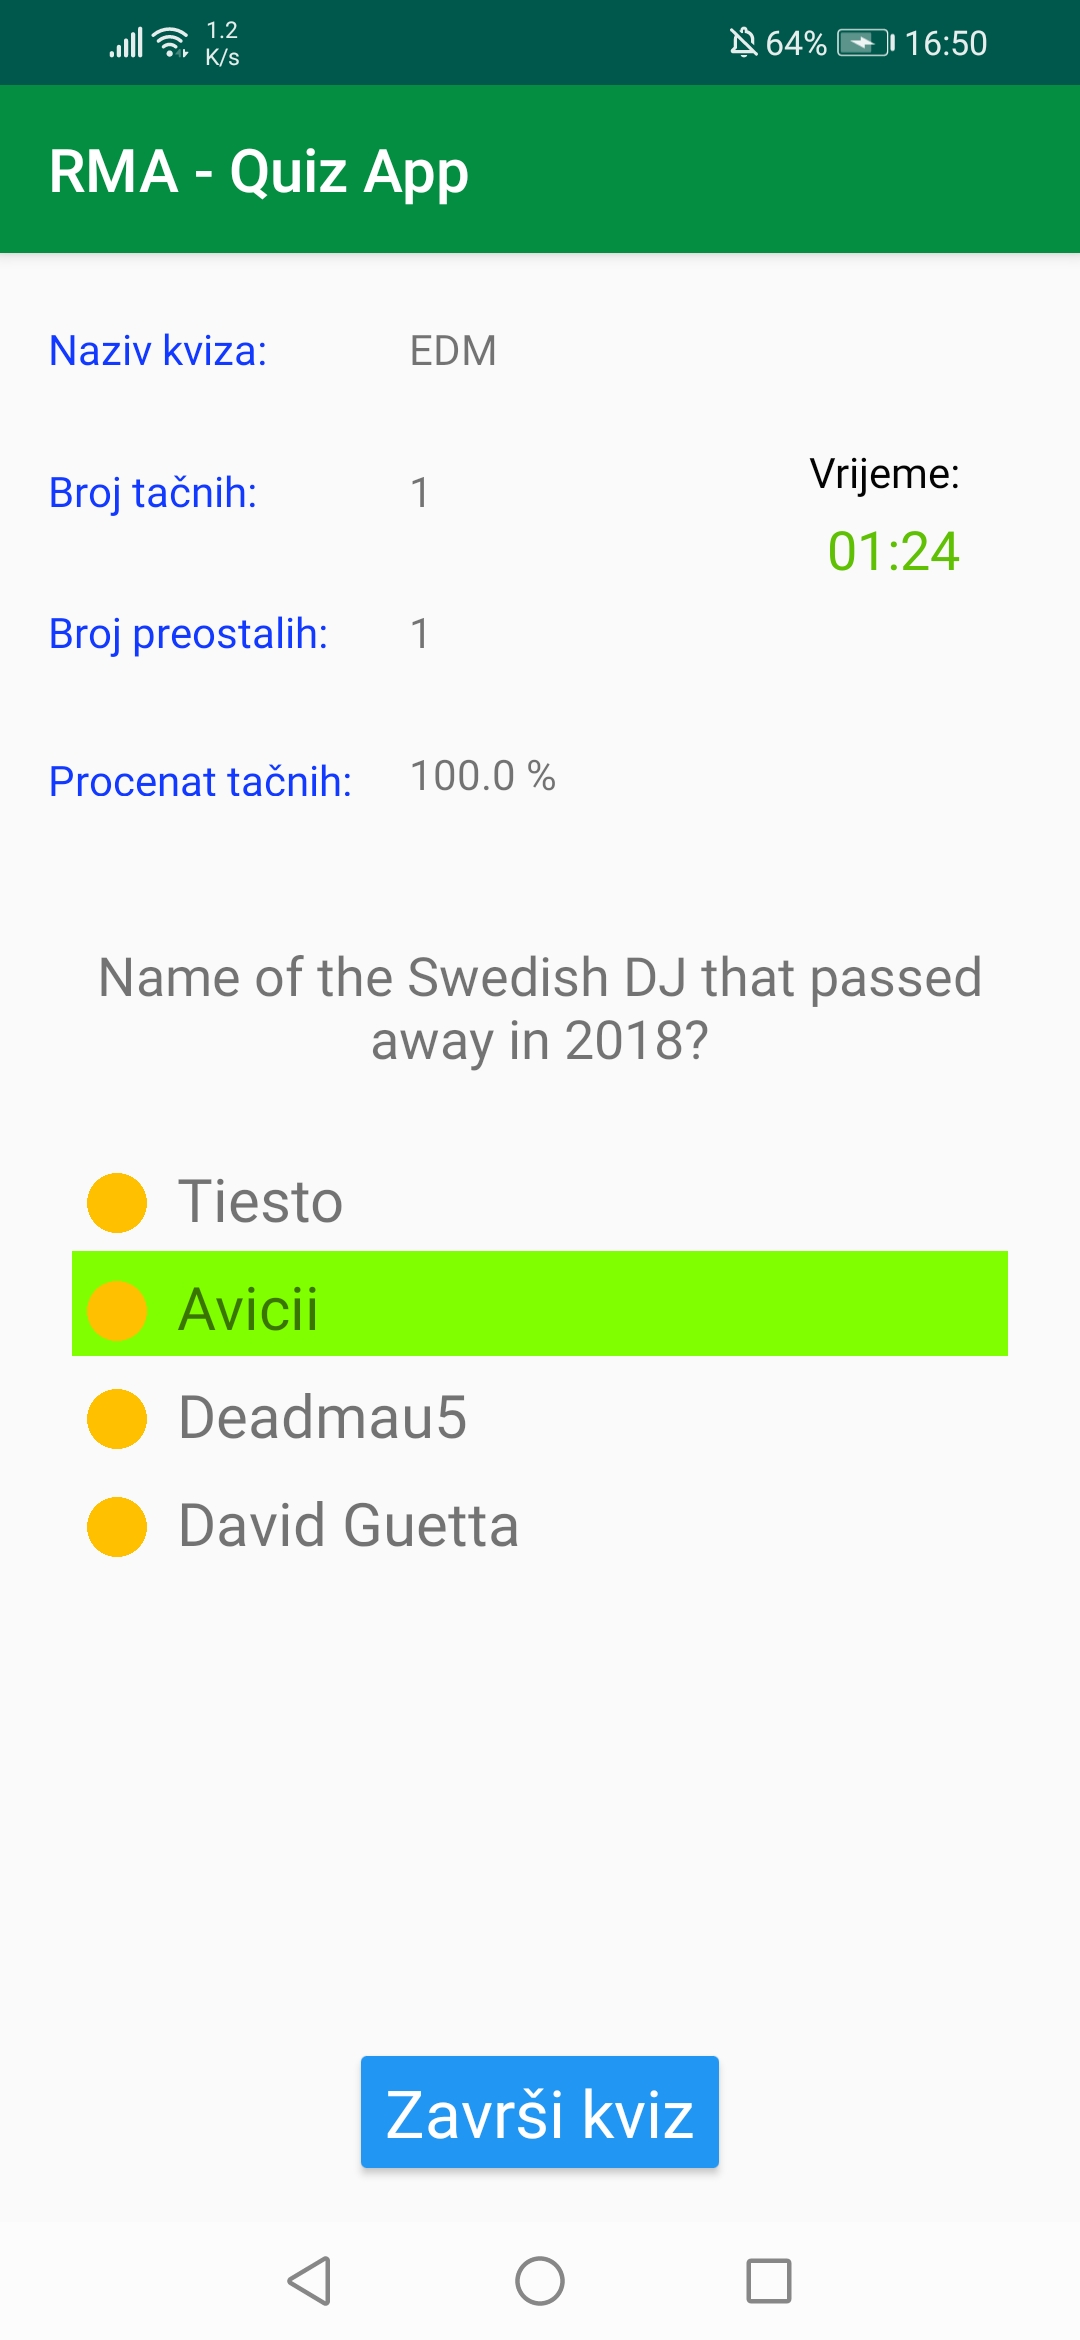 1.2
K/s
64%
16:50
RMA - Quiz App
Naziv kviza:
EDM
Broj tačnih:
1
Vrijeme:
01:24
Broj preostalih:
1
Procenat tačnih:
100.0 %
Name of the Swedish DJ that passed
away in 2018?
Tiesto
Avicii
Deadmau5
David Guetta
Završi kviz